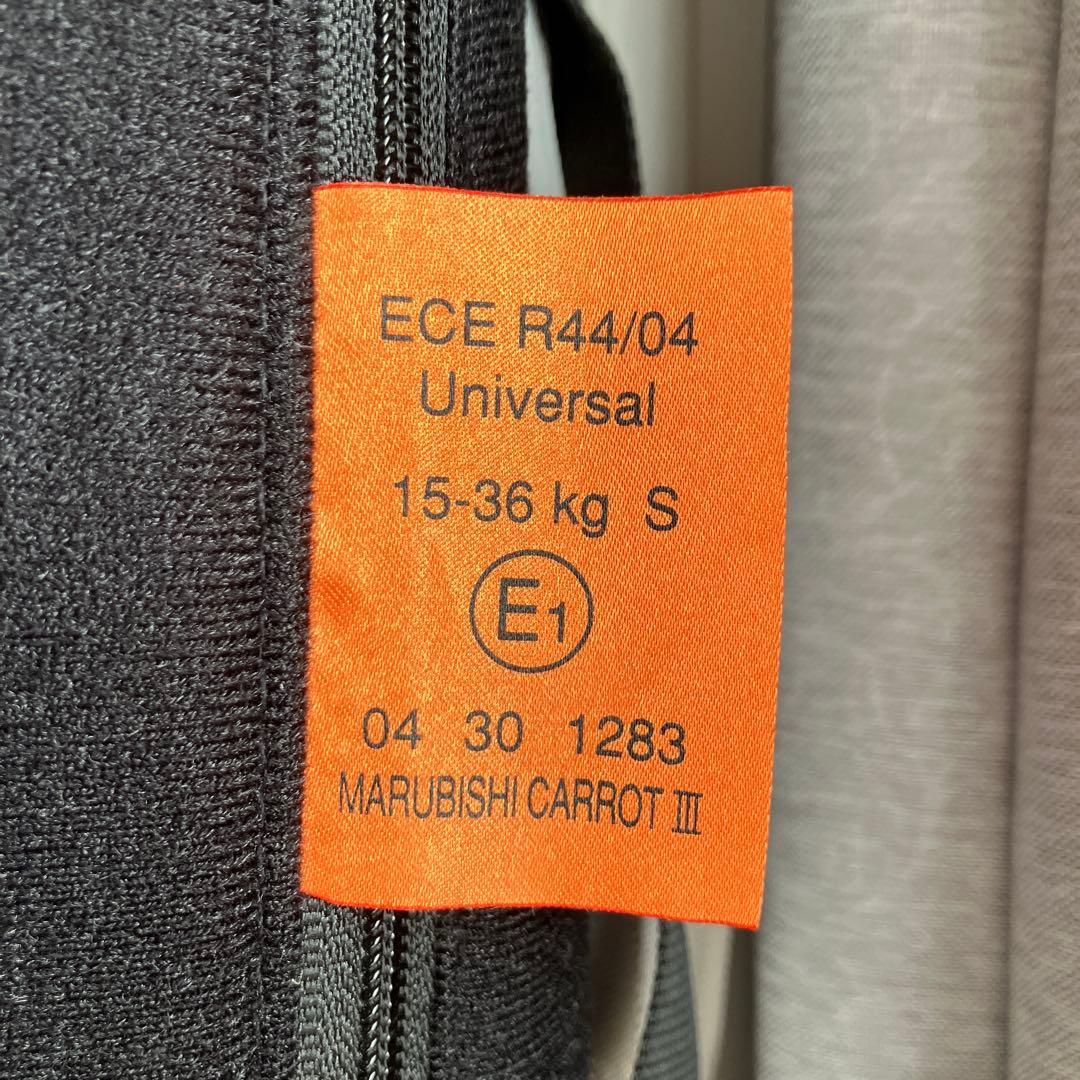 ECE R44/04
Universal
15-36 kg S
E1
04 30 1283
MARUBISHI CARROT III